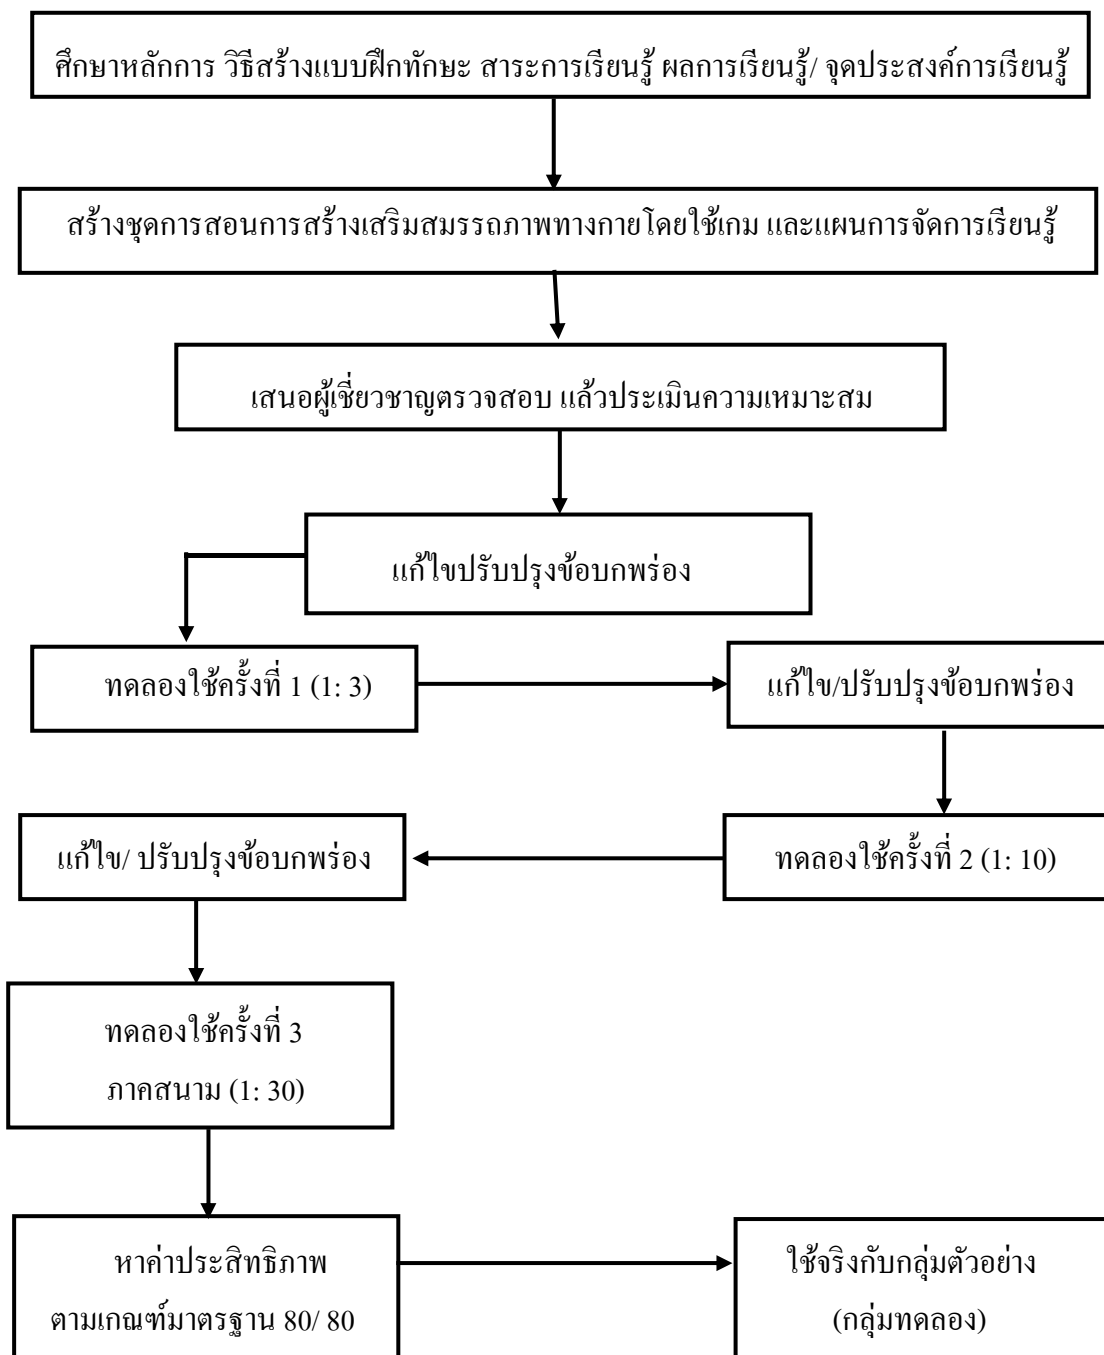 ศึกษาหลักการ วิธีสร้างแบบฝึกทักษะ สาระการเรียนรู้ ผลการเรียนรู้/ จุดประสงค์การเรียนรู้
สร้างชุดการสอนการสร้างเสริมสมรรถภาพทางกายโดยใช้เกม และแผนการจัดการเรียนรู้
เสนอผู้เชี่ยวชาญตรวจสอบ แล้วประเมินความเหมาะสม
แก้ไขปรับปรุงข้อบกพร่อง
ทดลองใช้ครั้งที่ 1 (1: 3)
แก้ไข/ปรับปรุงข้อบกพร่อง
ทดลองใช้ครั้งที่ 2 (1: 10)
แก้ไข/ ปรับปรุงข้อบกพร่อง
ทดลองใช้ครั้งที่ 3
ภาคสนาม (1: 30)
หาค่าประสิทธิภาพ
ตามเกณฑ์มาตรฐาน 80/ 80
ใช้จริงกับกลุ่มตัวอย่าง
(กลุ่มทดลอง)